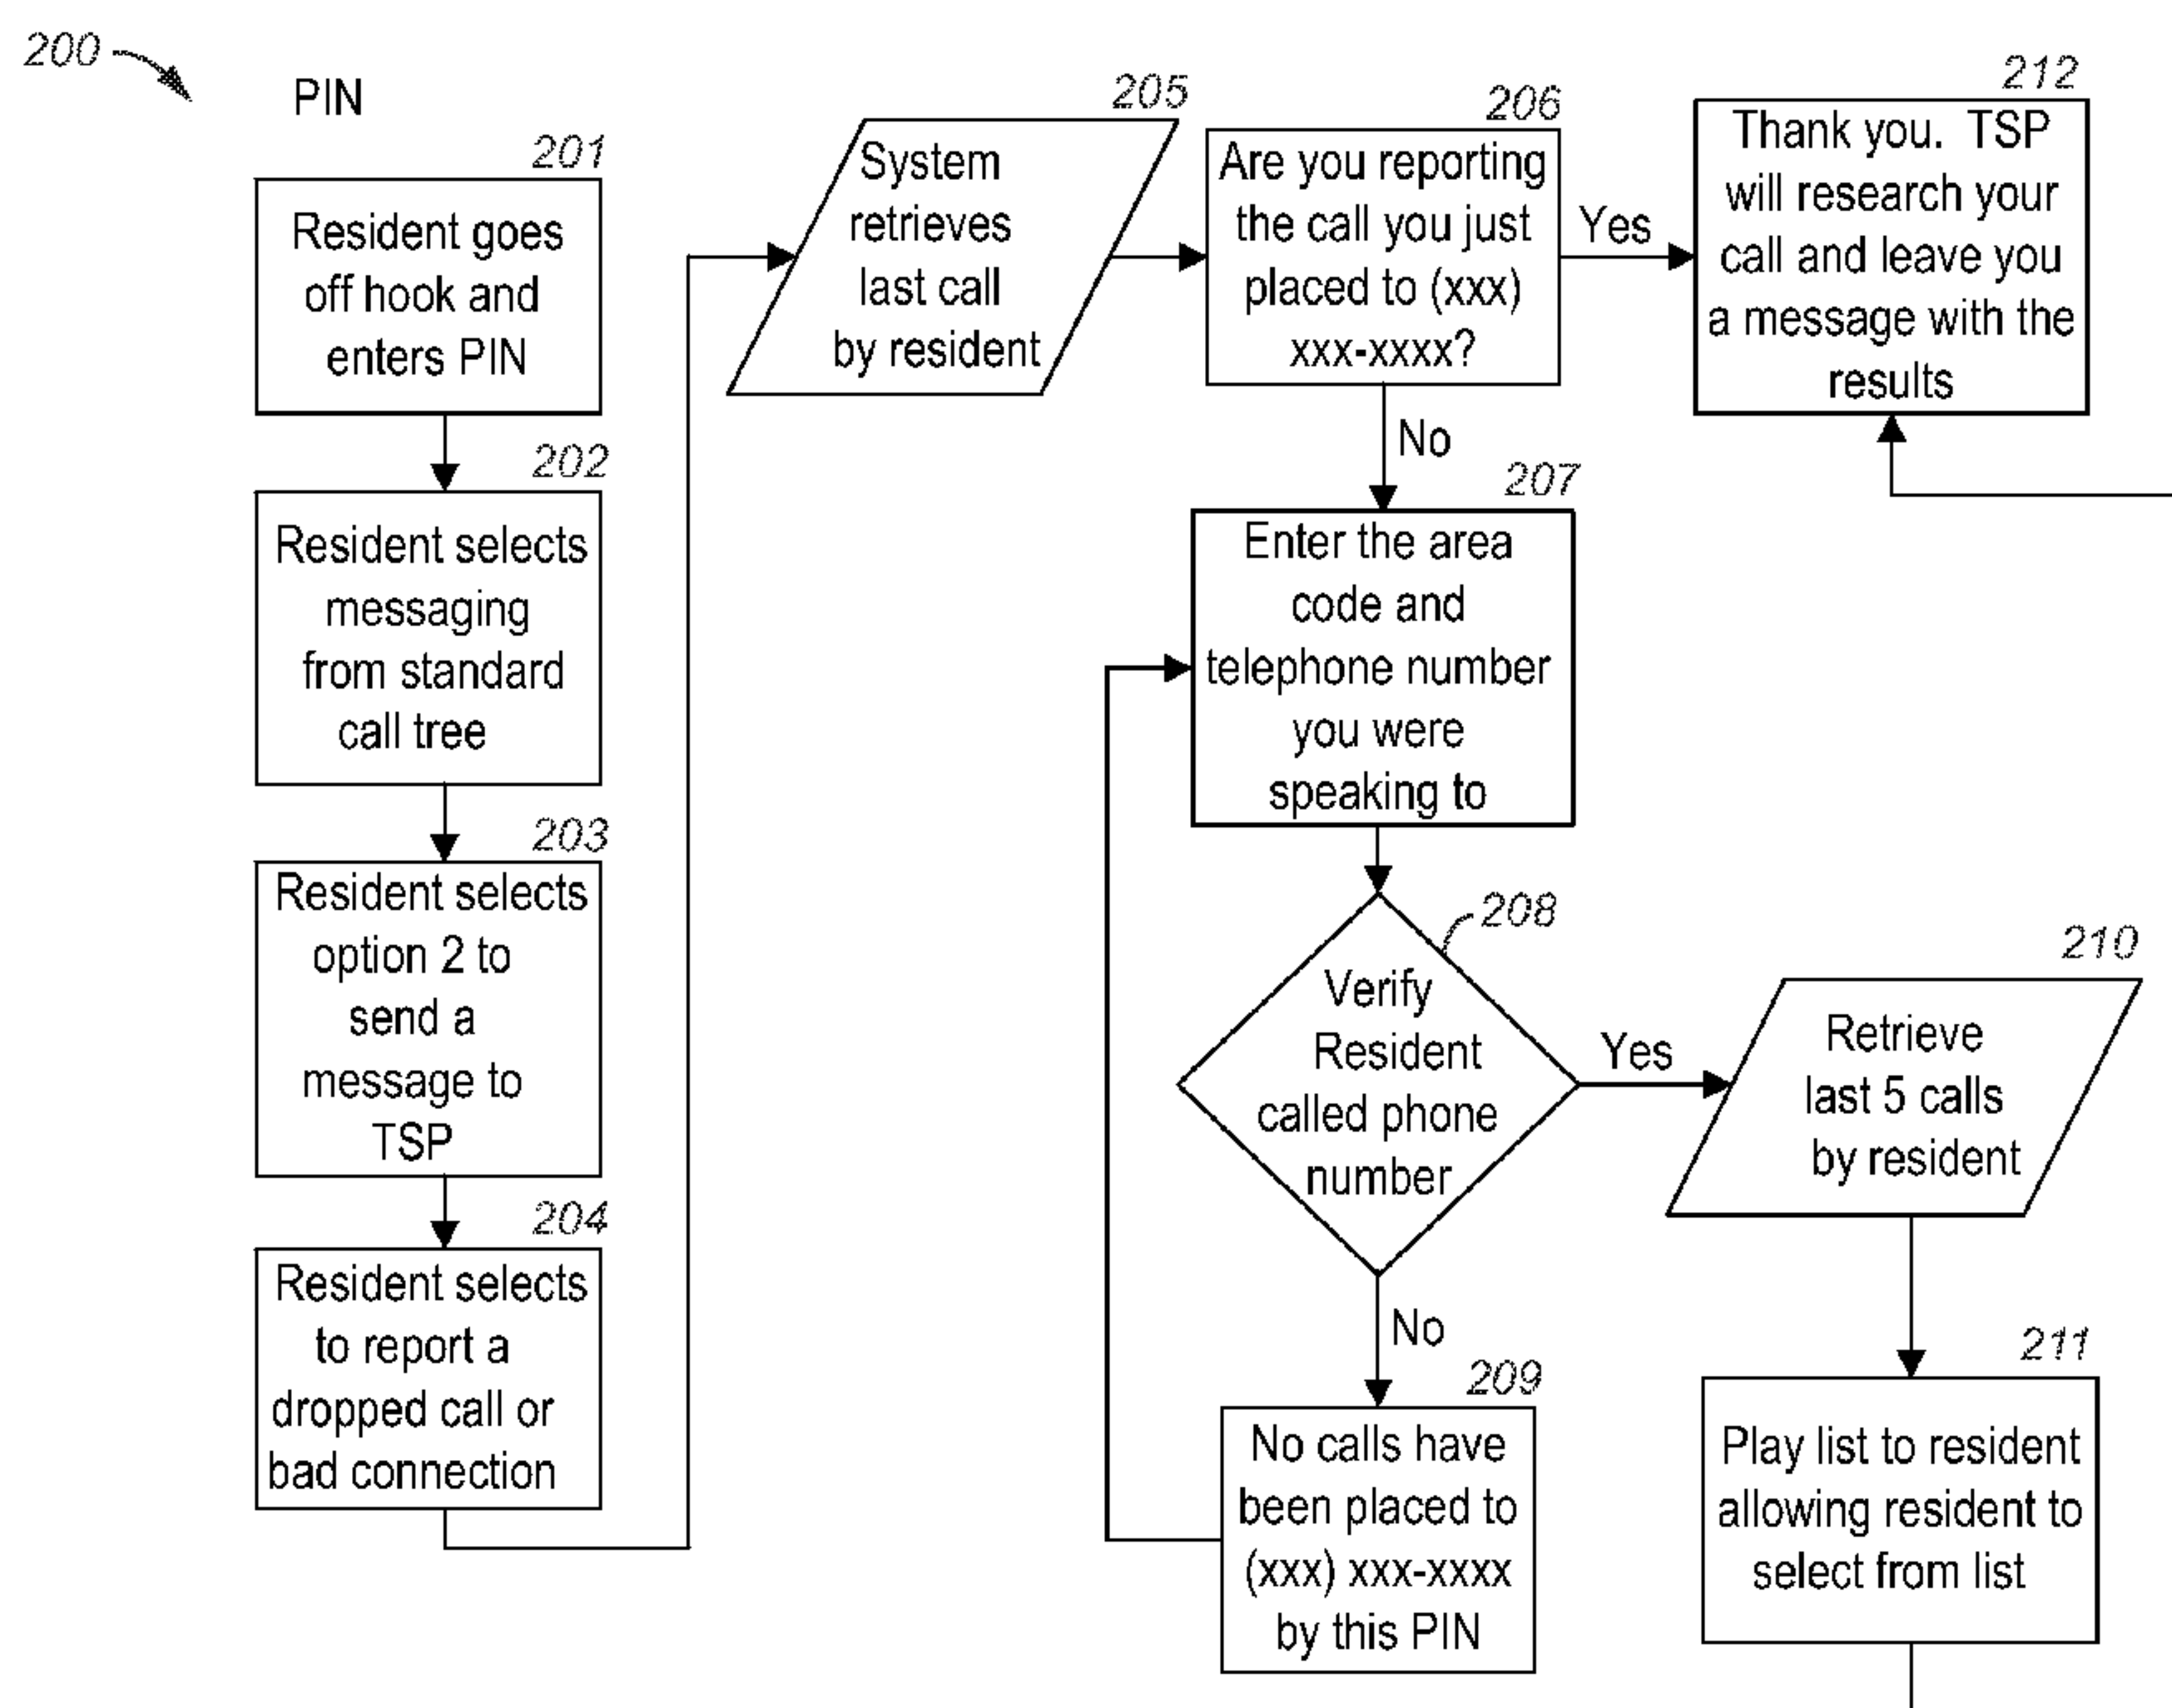 200
PIN
201
Resident goes
off hook and
enters PIN
202
Resident selects
messaging
from standard
call tree
203
Resident selects
option 2 to
send a
message to
TSP
204
Resident selects
to report a
dropped call or
bad connection
205
System
retrieves
last call
by resident
206
Are you reporting
the call you just
placed to (xxx)
xxx-xxxx?
Yes
No
212
Thank you. TSP
will research your
call and leave you
a message with the
results
207
Enter the area
code and
telephone number
you were
speaking to
208
Verify
Resident
called phone
number
Yes
No
209
No calls have
been placed to
(xxx) xxx-xxxx
by this PIN
210
Retrieve
last 5 calls
by resident
211
Play list to resident
allowing resident to
select from list